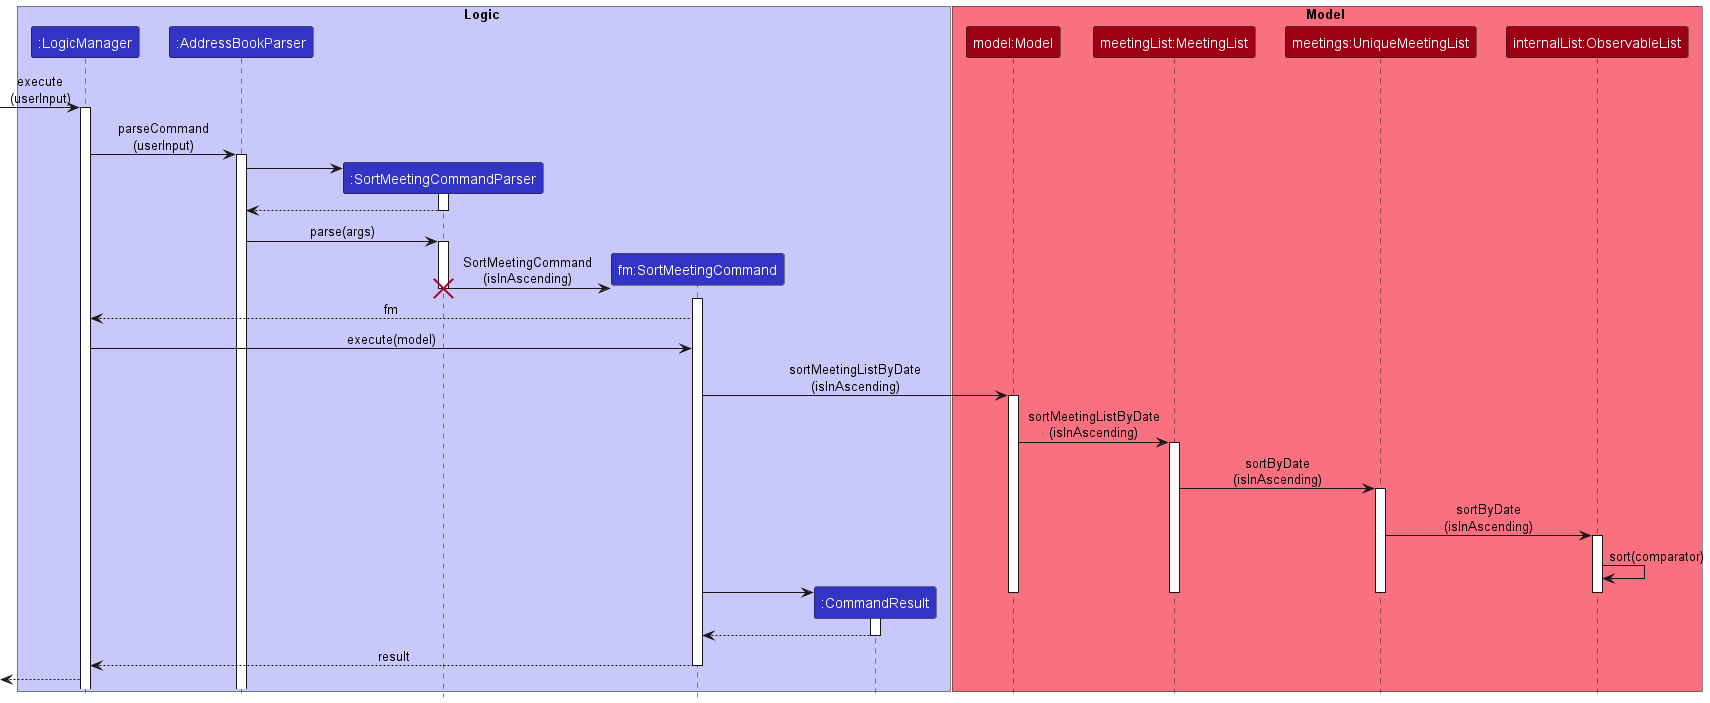 Logic
Model
:LogicManager
:AddressBookParser
model:Model
meetingList:MeetingList
meetings:UniqueMeetingList
internalList:ObservableList
execute
(userInput)
parseCommand
(userInput)
:SortMeetingCommandParser
parse(args)
SortMeetingCommand
(isInAscending)
fm:SortMeetingCommand
fm
execute(model)
sortMeetingListByDate
(isInAscending)
sortMeetingListByDate
(isInAscending)
sortByDate
(isInAscending)
sortByDate
(isInAscending)
sort(comparator)
:CommandResult
result